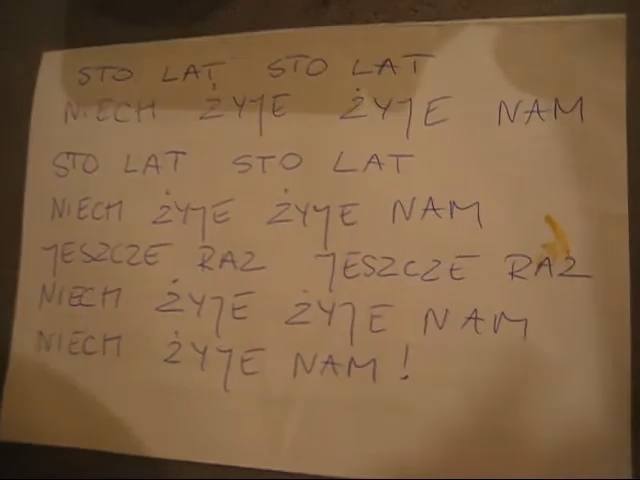 STO LAT STO LAT
NIECH ŻYJE ŻYJE NAM
STO LAT STO LAT
NIECH ŻYJE ŻYJE NAM
JESZCZE RAZ JESZCZE RAZ
NIECH ŻYJE ŻYJE NAM
NIECH ŻYJE NAM!